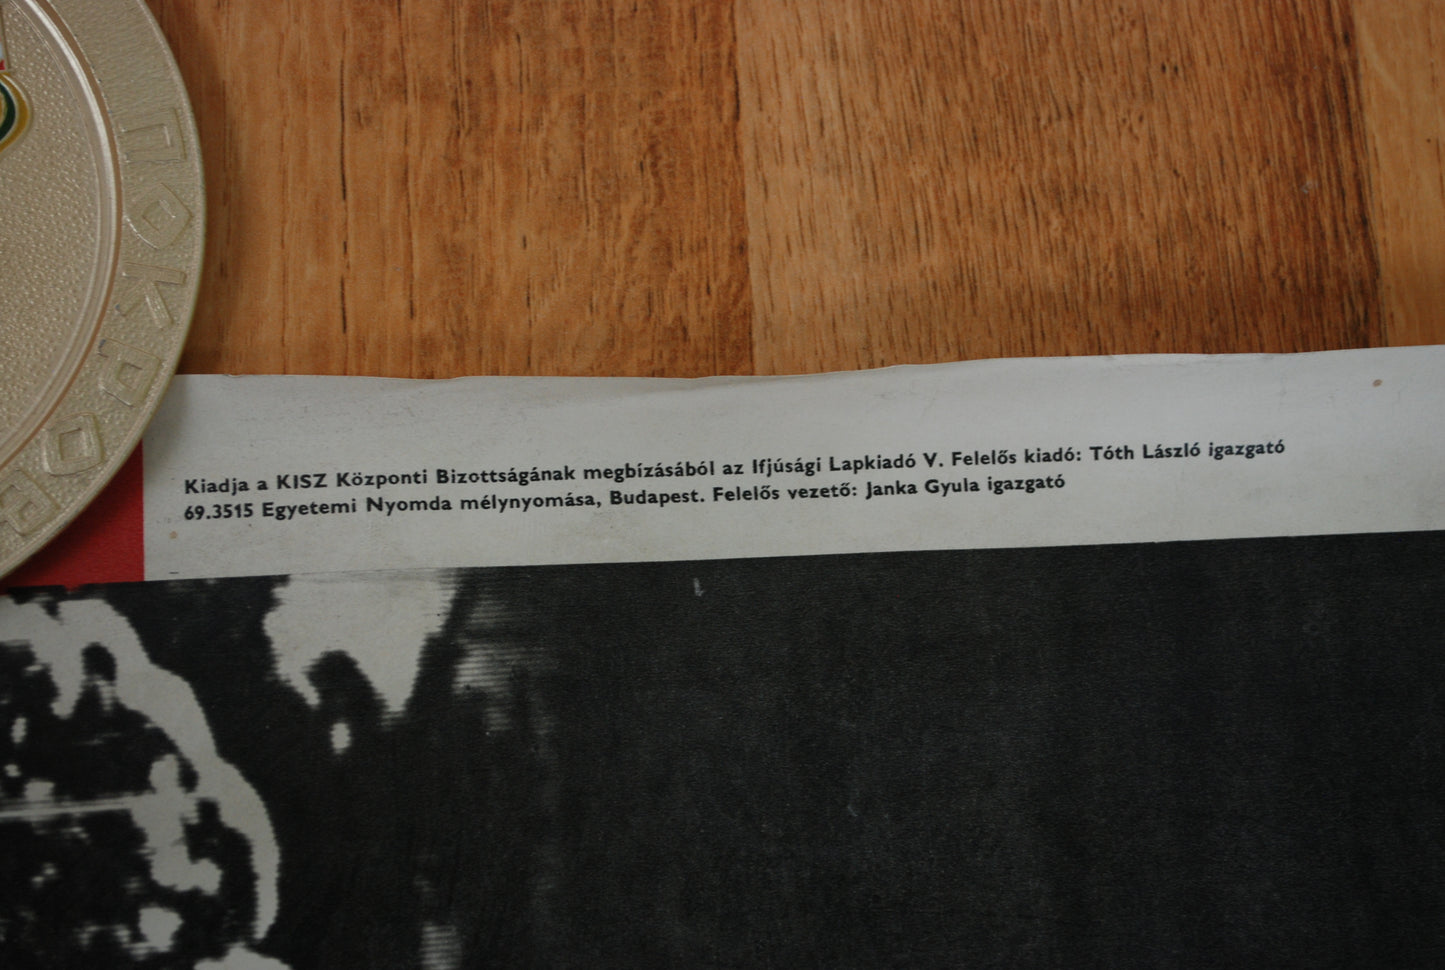 Kiadja a KISZ Központi Bizottságának megbízásából az Ifjúsági Lapkiadó V. Felelős kiadó: Tóth László igazgató
69.3515 Egyetemi Nyomda mélynyomása, Budapest. Felelős vezető: Janka Gyula igazgató